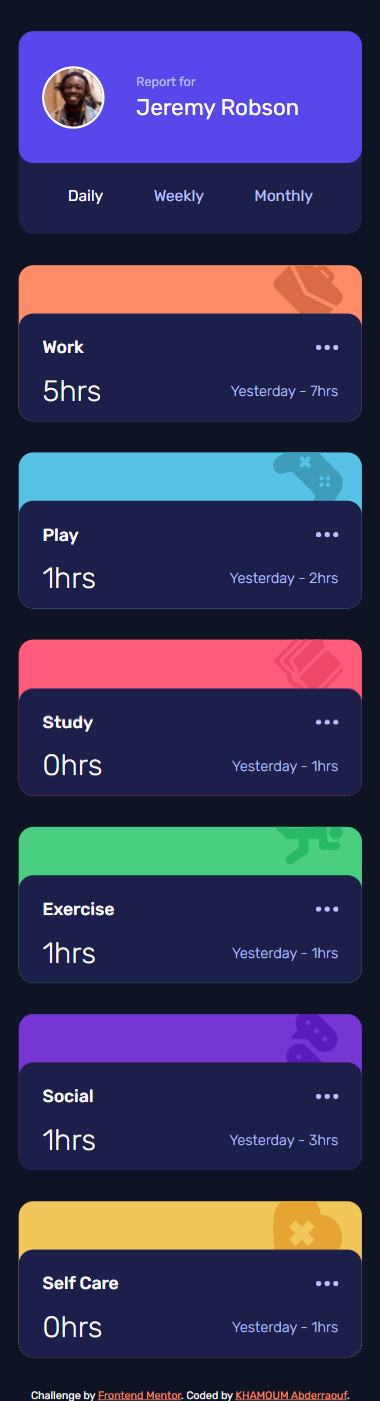 Report for
Jeremy Robson
Daily Weekly Monthly
Work
5hrs Yesterday - 7hrs
Play
1hrs Yesterday - 2hrs
Study
0hrs Yesterday - 1hrs
Exercise
1hrs Yesterday - 1hrs
Social
1hrs Yesterday - 3hrs
Self Care
0hrs Yesterday - 1hrs
Challenge by Frontend Mentor. Coded by KHAMOUM Abderraouf.